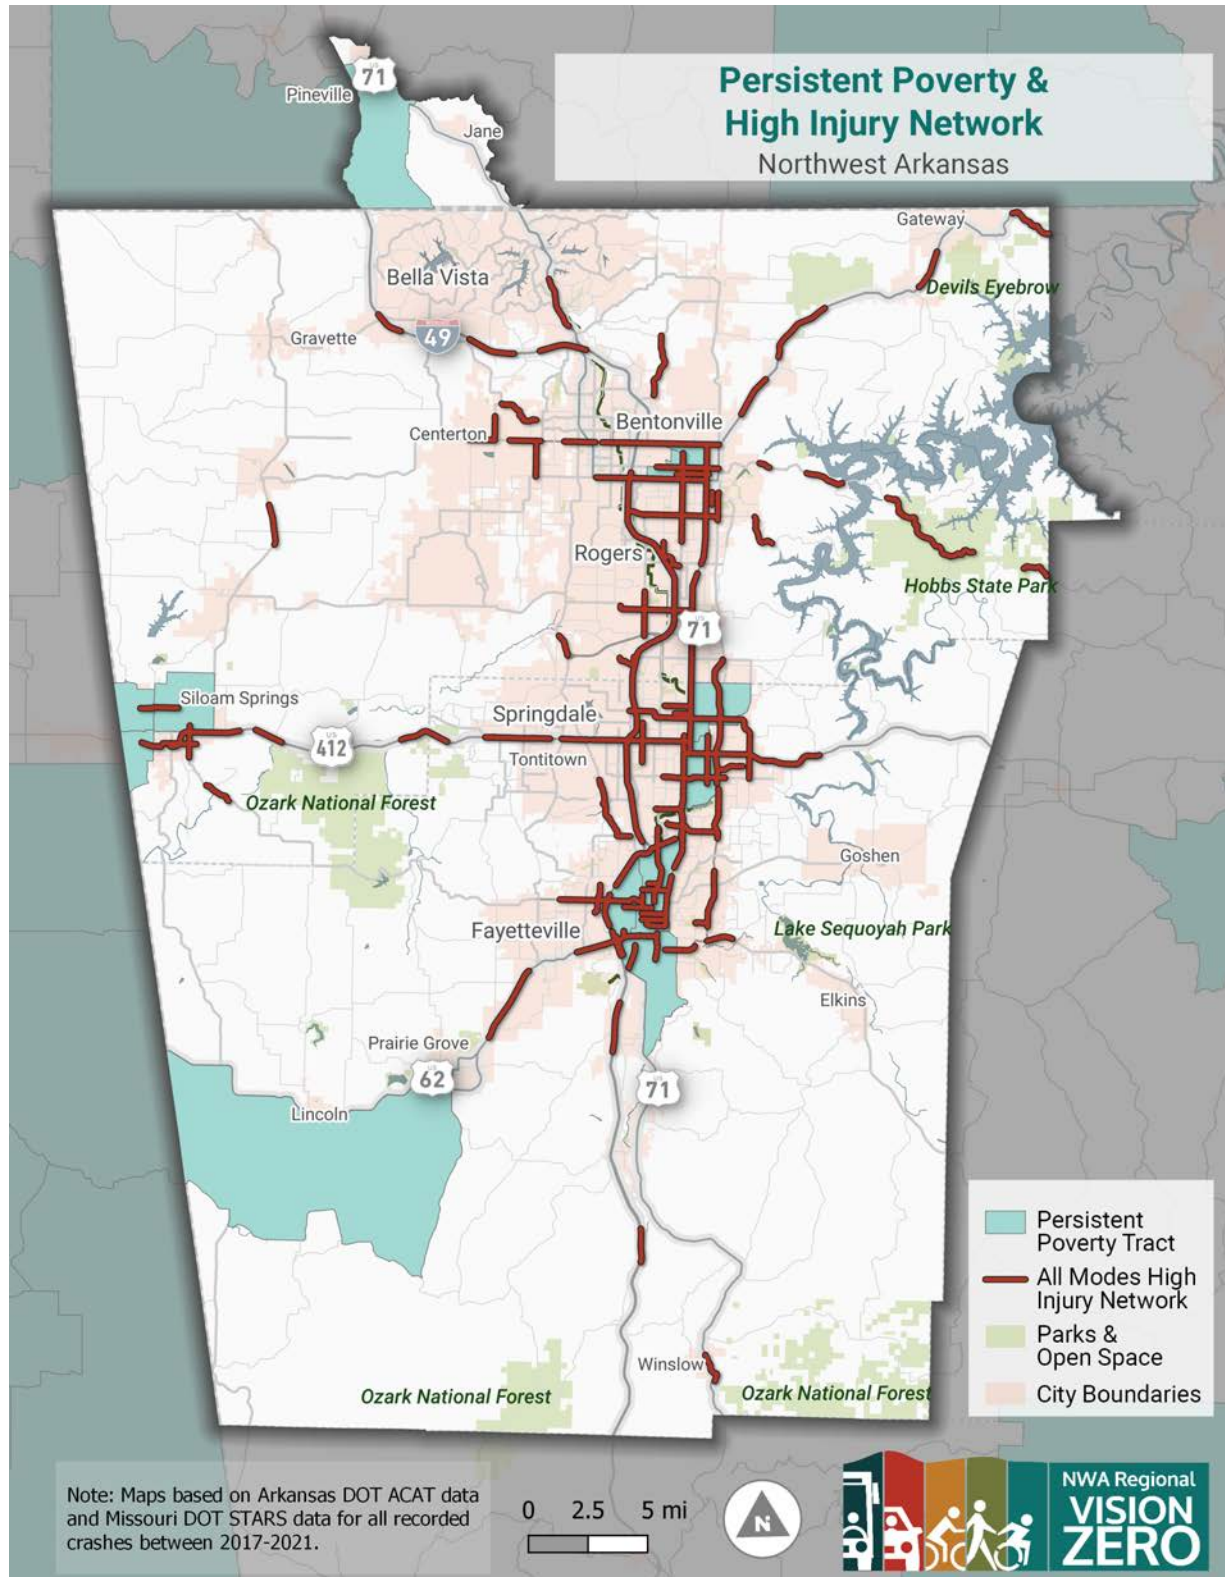 Persistent Poverty &
High Injury Network
Northwest Arkansas
US
71
Pineville
Jane
Gateway
Bella Vista
Devils Eyebrow
49
Gravette
Bentonville
Centerton
Rogers
Hobbs State Park
71
Siloam Springs
Springdale
US
412
Tontitown
Ozark National Forest
Goshen
Fayetteville
Lake Sequoyah Park
Elkins
Prairie Grove
US
62
US
71
Lincoln
Winslow
Ozark National Forest
Ozark National Forest
Persistent
Poverty Tract
All Modes High
Injury Network
Parks &
Open Space
City Boundaries
Note: Maps based on Arkansas DOT ACAT data
and Missouri DOT STARS data for all recorded
crashes between 2017-2021.
0 2.5 5 mi
N
NWA Regional
VISION
ZERO